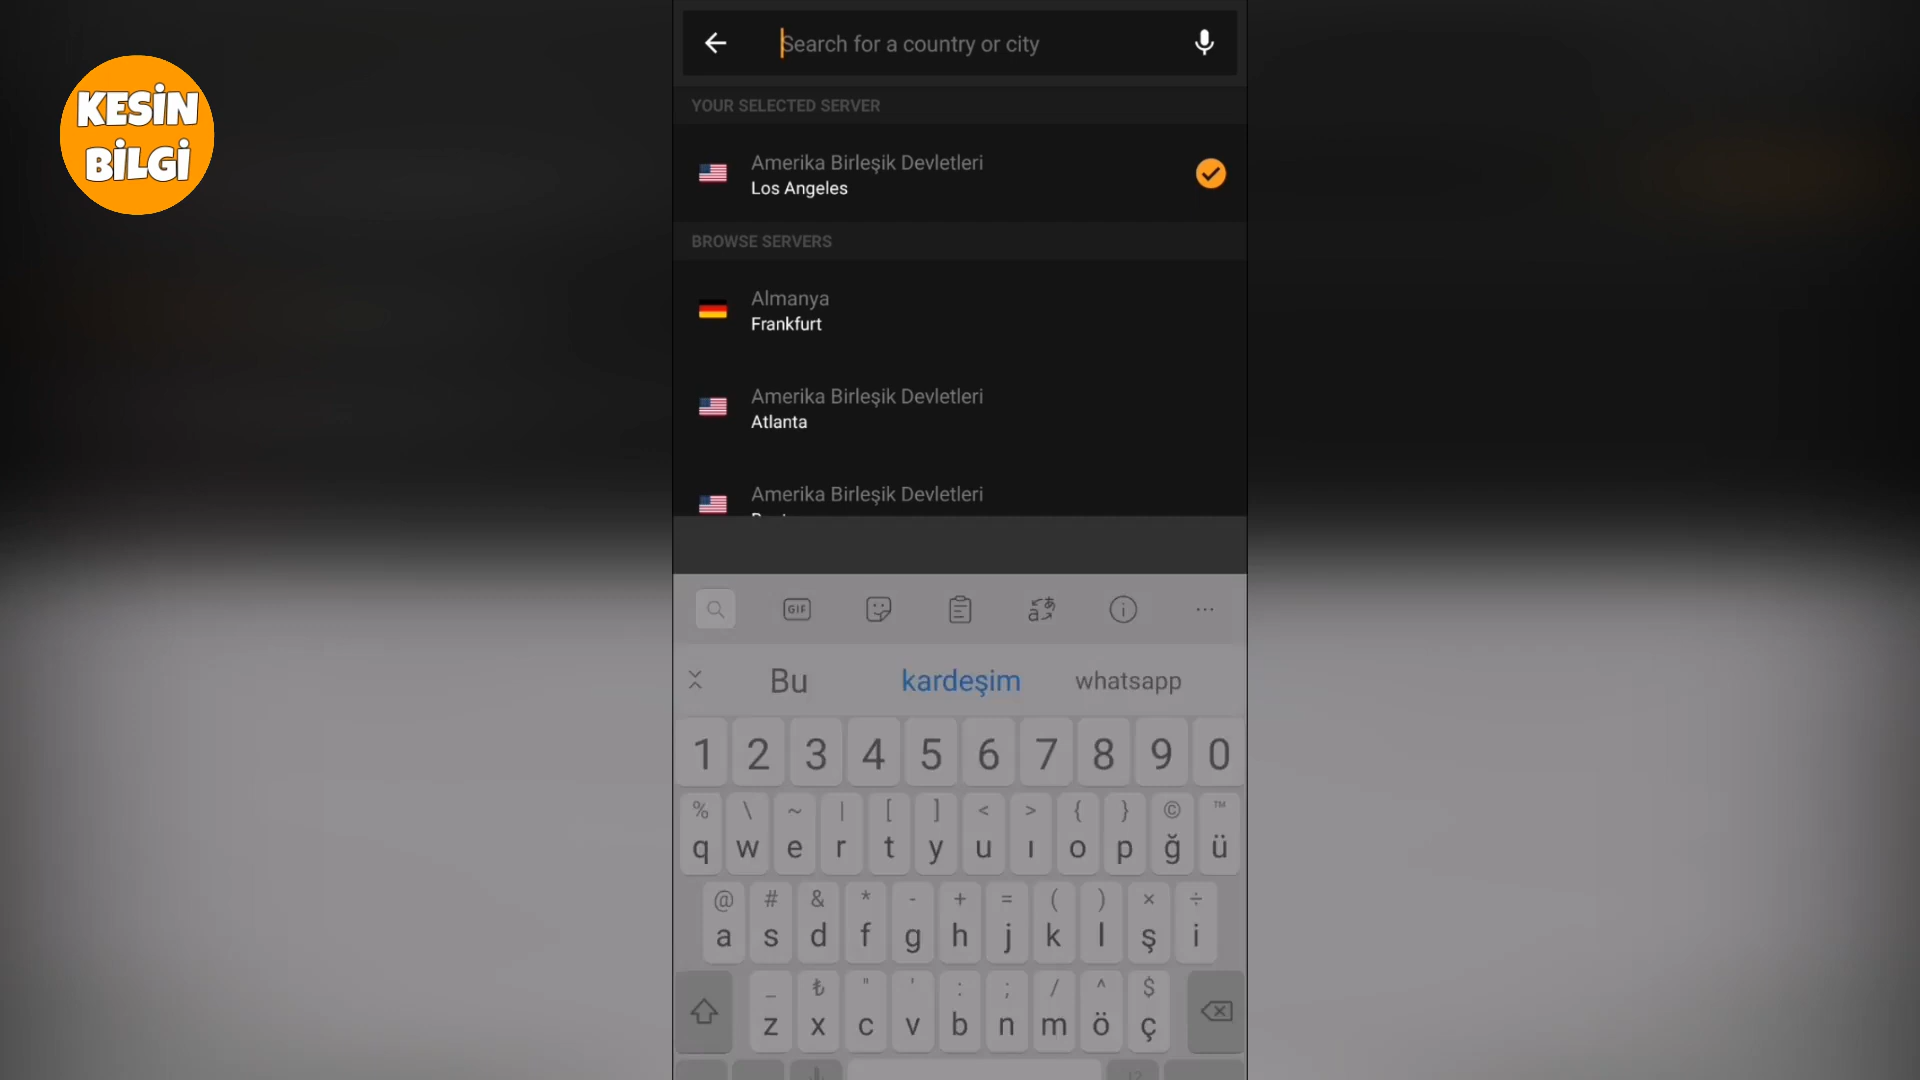 KESİN
BİLGİ
Search for a country or city
YOUR SELECTED SERVER
Amerika Birleşik Devletleri
Los Angeles
BROWSE SERVERS
Almanya
Frankfurt
Amerika Birleşik Devletleri
Atlanta
Amerika Birleşik Devletleri
GIF
Bu kardeşim whatsapp
1 2 3 4 5 6 7 8 9 0
% \ ~ | [ ] < > { } © ™
q w e r t y u ı o p ğ ü
@ # & * - + = ( ) × ÷
a s d f g h j k l ş i
_ ₺ " ' : ; / ^ $
z x c v b n m ö ç